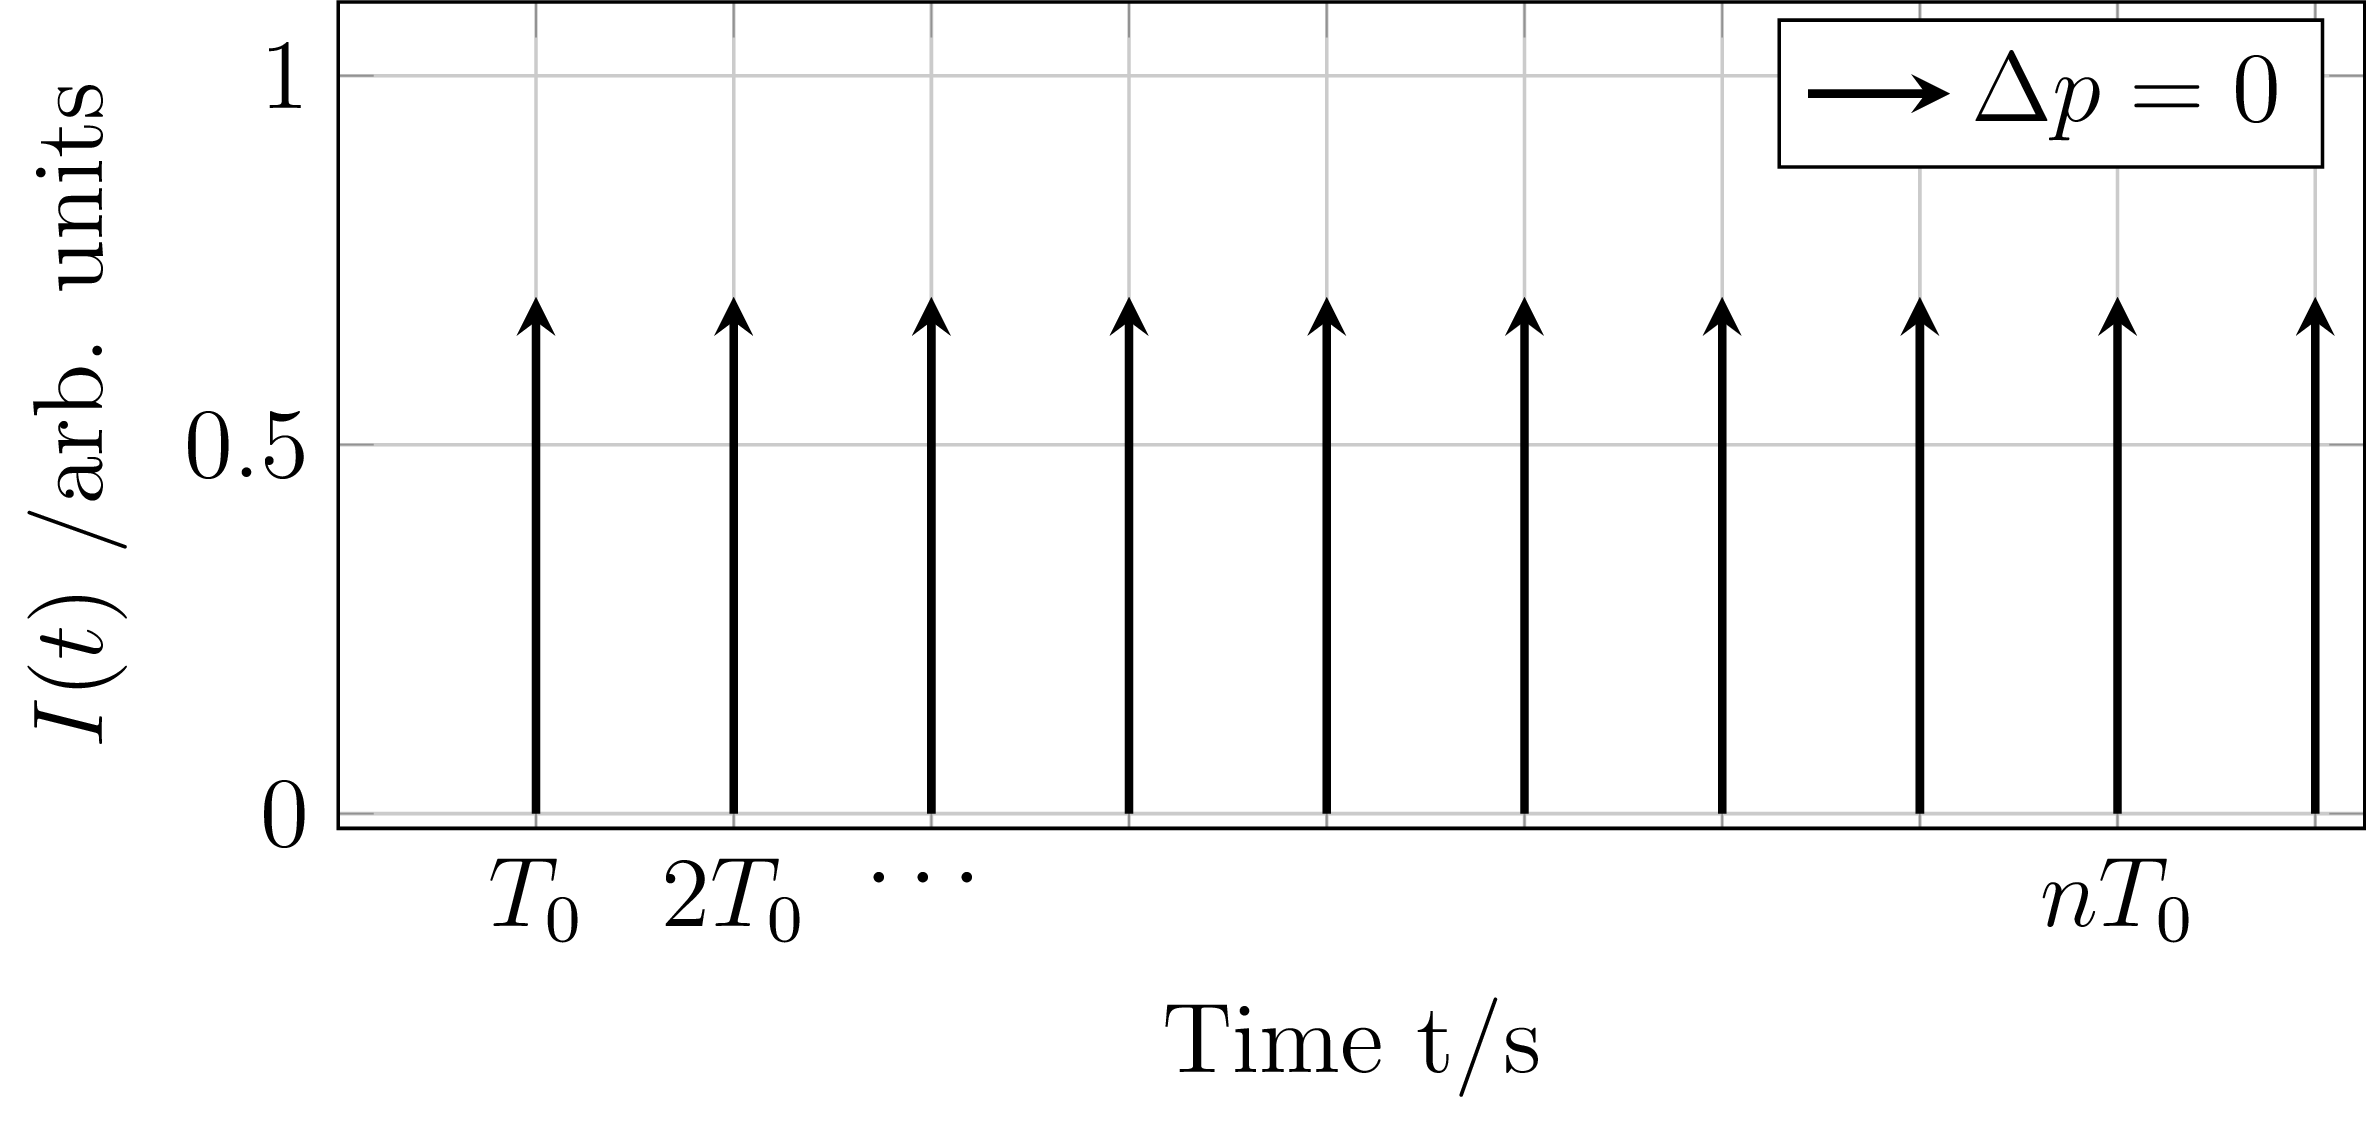 I(t) /arb. units
1
0.5
0
Δp = 0
T₀ 2T₀ ··· nT₀
Time t/s